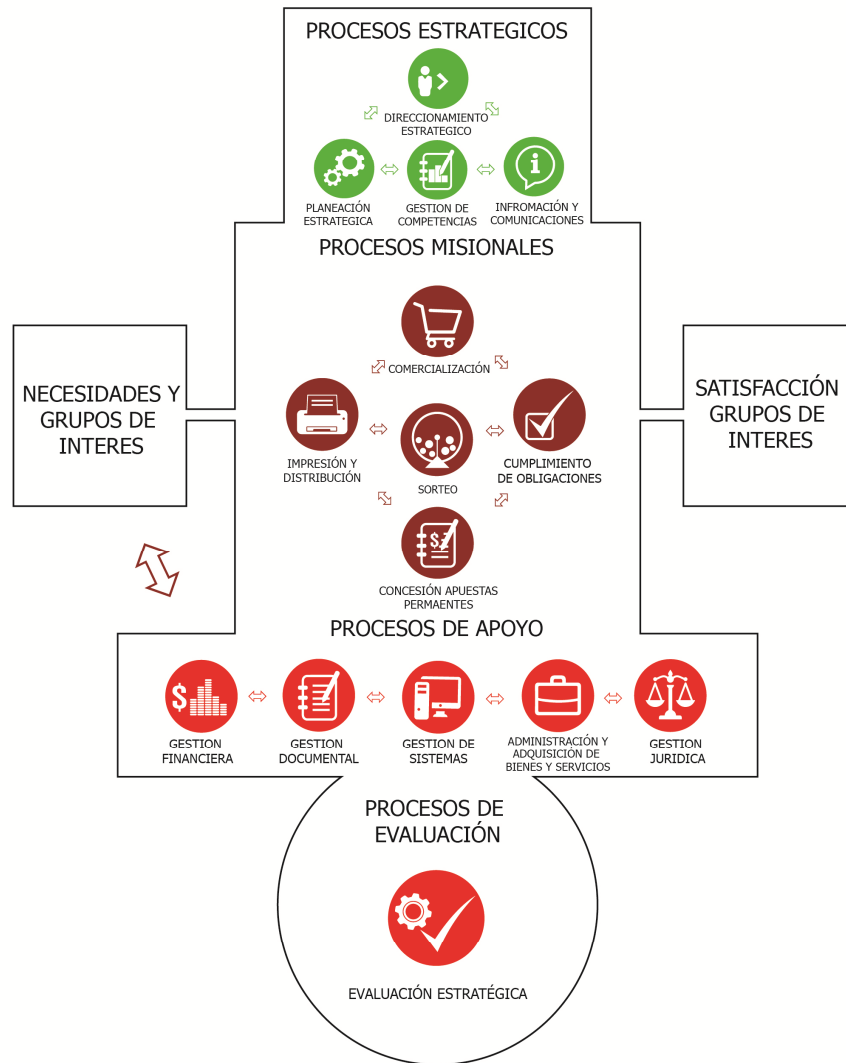 PROCESOS ESTRATEGICOS
DIRECCIONAMIENTO
ESTRATEGICO
PLANEACIÓN
ESTRATEGICA
GESTION DE
COMPETENCIAS
INFROMACIÓN Y
COMUNICACIONES
PROCESOS MISIONALES
COMERCIALIZACIÓN
NECESIDADES Y
GRUPOS DE
INTERES
SATISFACCIÓN
GRUPOS DE
INTERES
IMPRESIÓN Y
DISTRIBUCIÓN
SORTEO
CUMPLIMIENTO
DE OBLIGACIONES
CONCESIÓN APUESTAS
PERMAENTES
PROCESOS DE APOYO
GESTION
FINANCIERA
GESTION
DOCUMENTAL
GESTION DE
SISTEMAS
ADMINISTRACIÓN Y
ADQUISICIÓN DE
BIENES Y SERVICIOS
GESTION
JURIDICA
PROCESOS DE
EVALUACIÓN
EVALUACIÓN ESTRATÉGICA